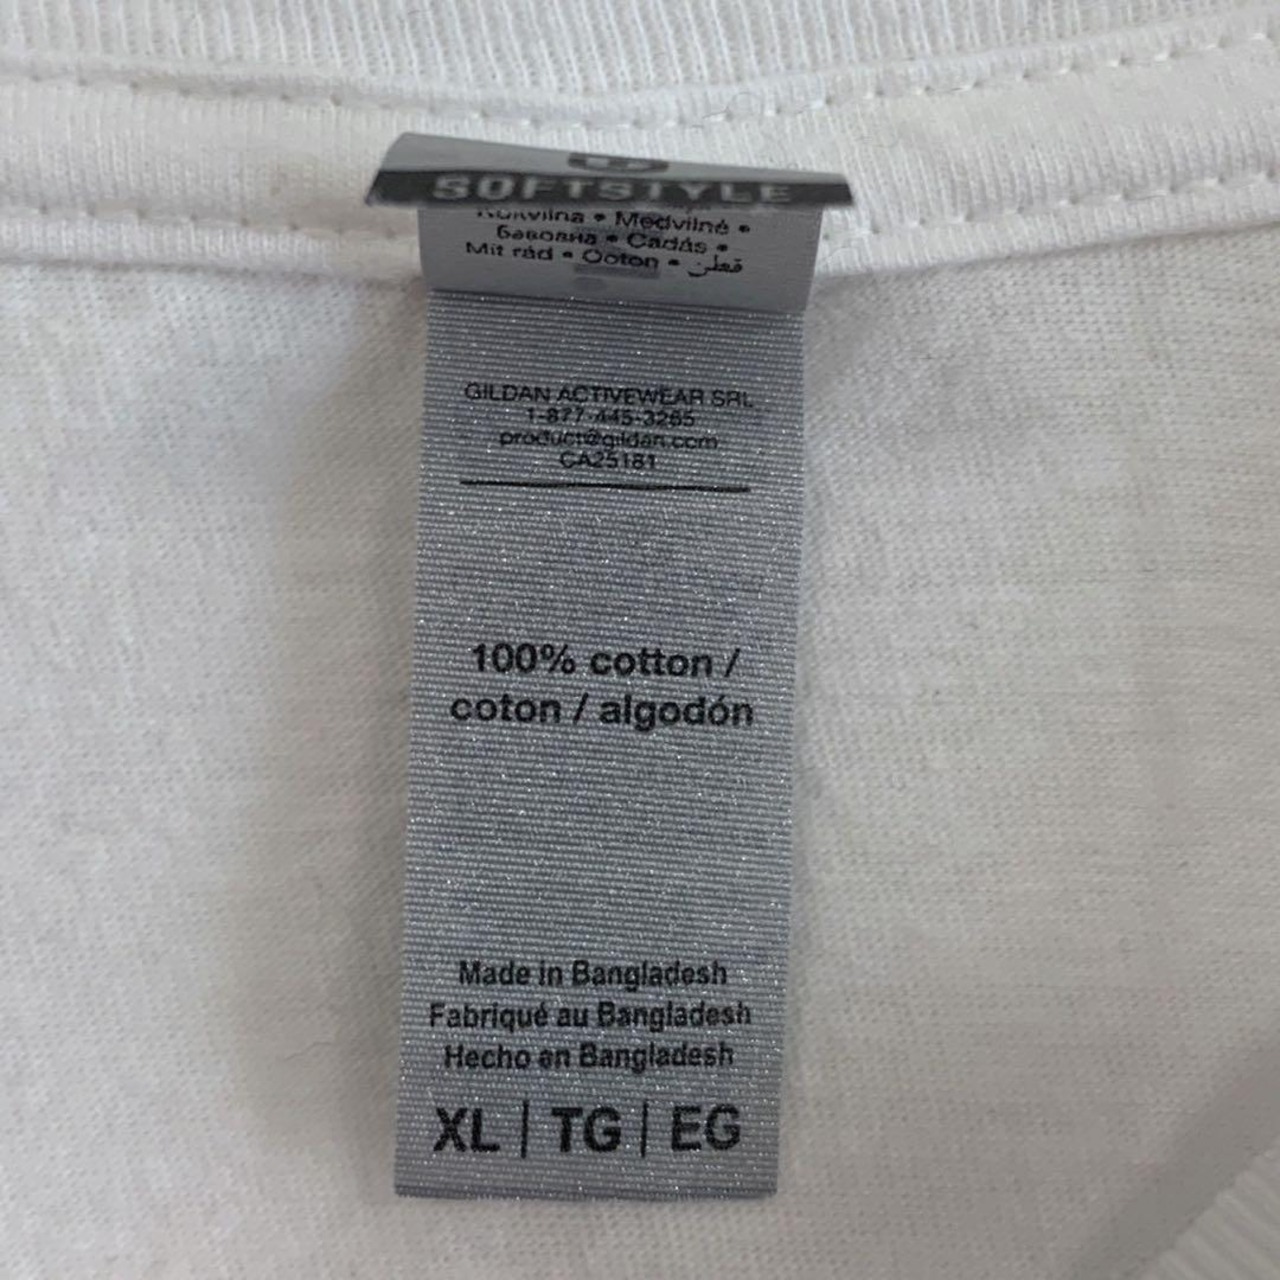 SOFTSTYLE
Kokvilna • Medvilnė •
Бавовна • Cadás •
Mit rád • Coton • قطن
GILDAN ACTIVEWEAR SRL
1-877-445-3265
product@gildan.com
CA25181
100% cotton /
coton / algodón
Made in Bangladesh
Fabriqué au Bangladesh
Hecho en Bangladesh
XL | TG | EG